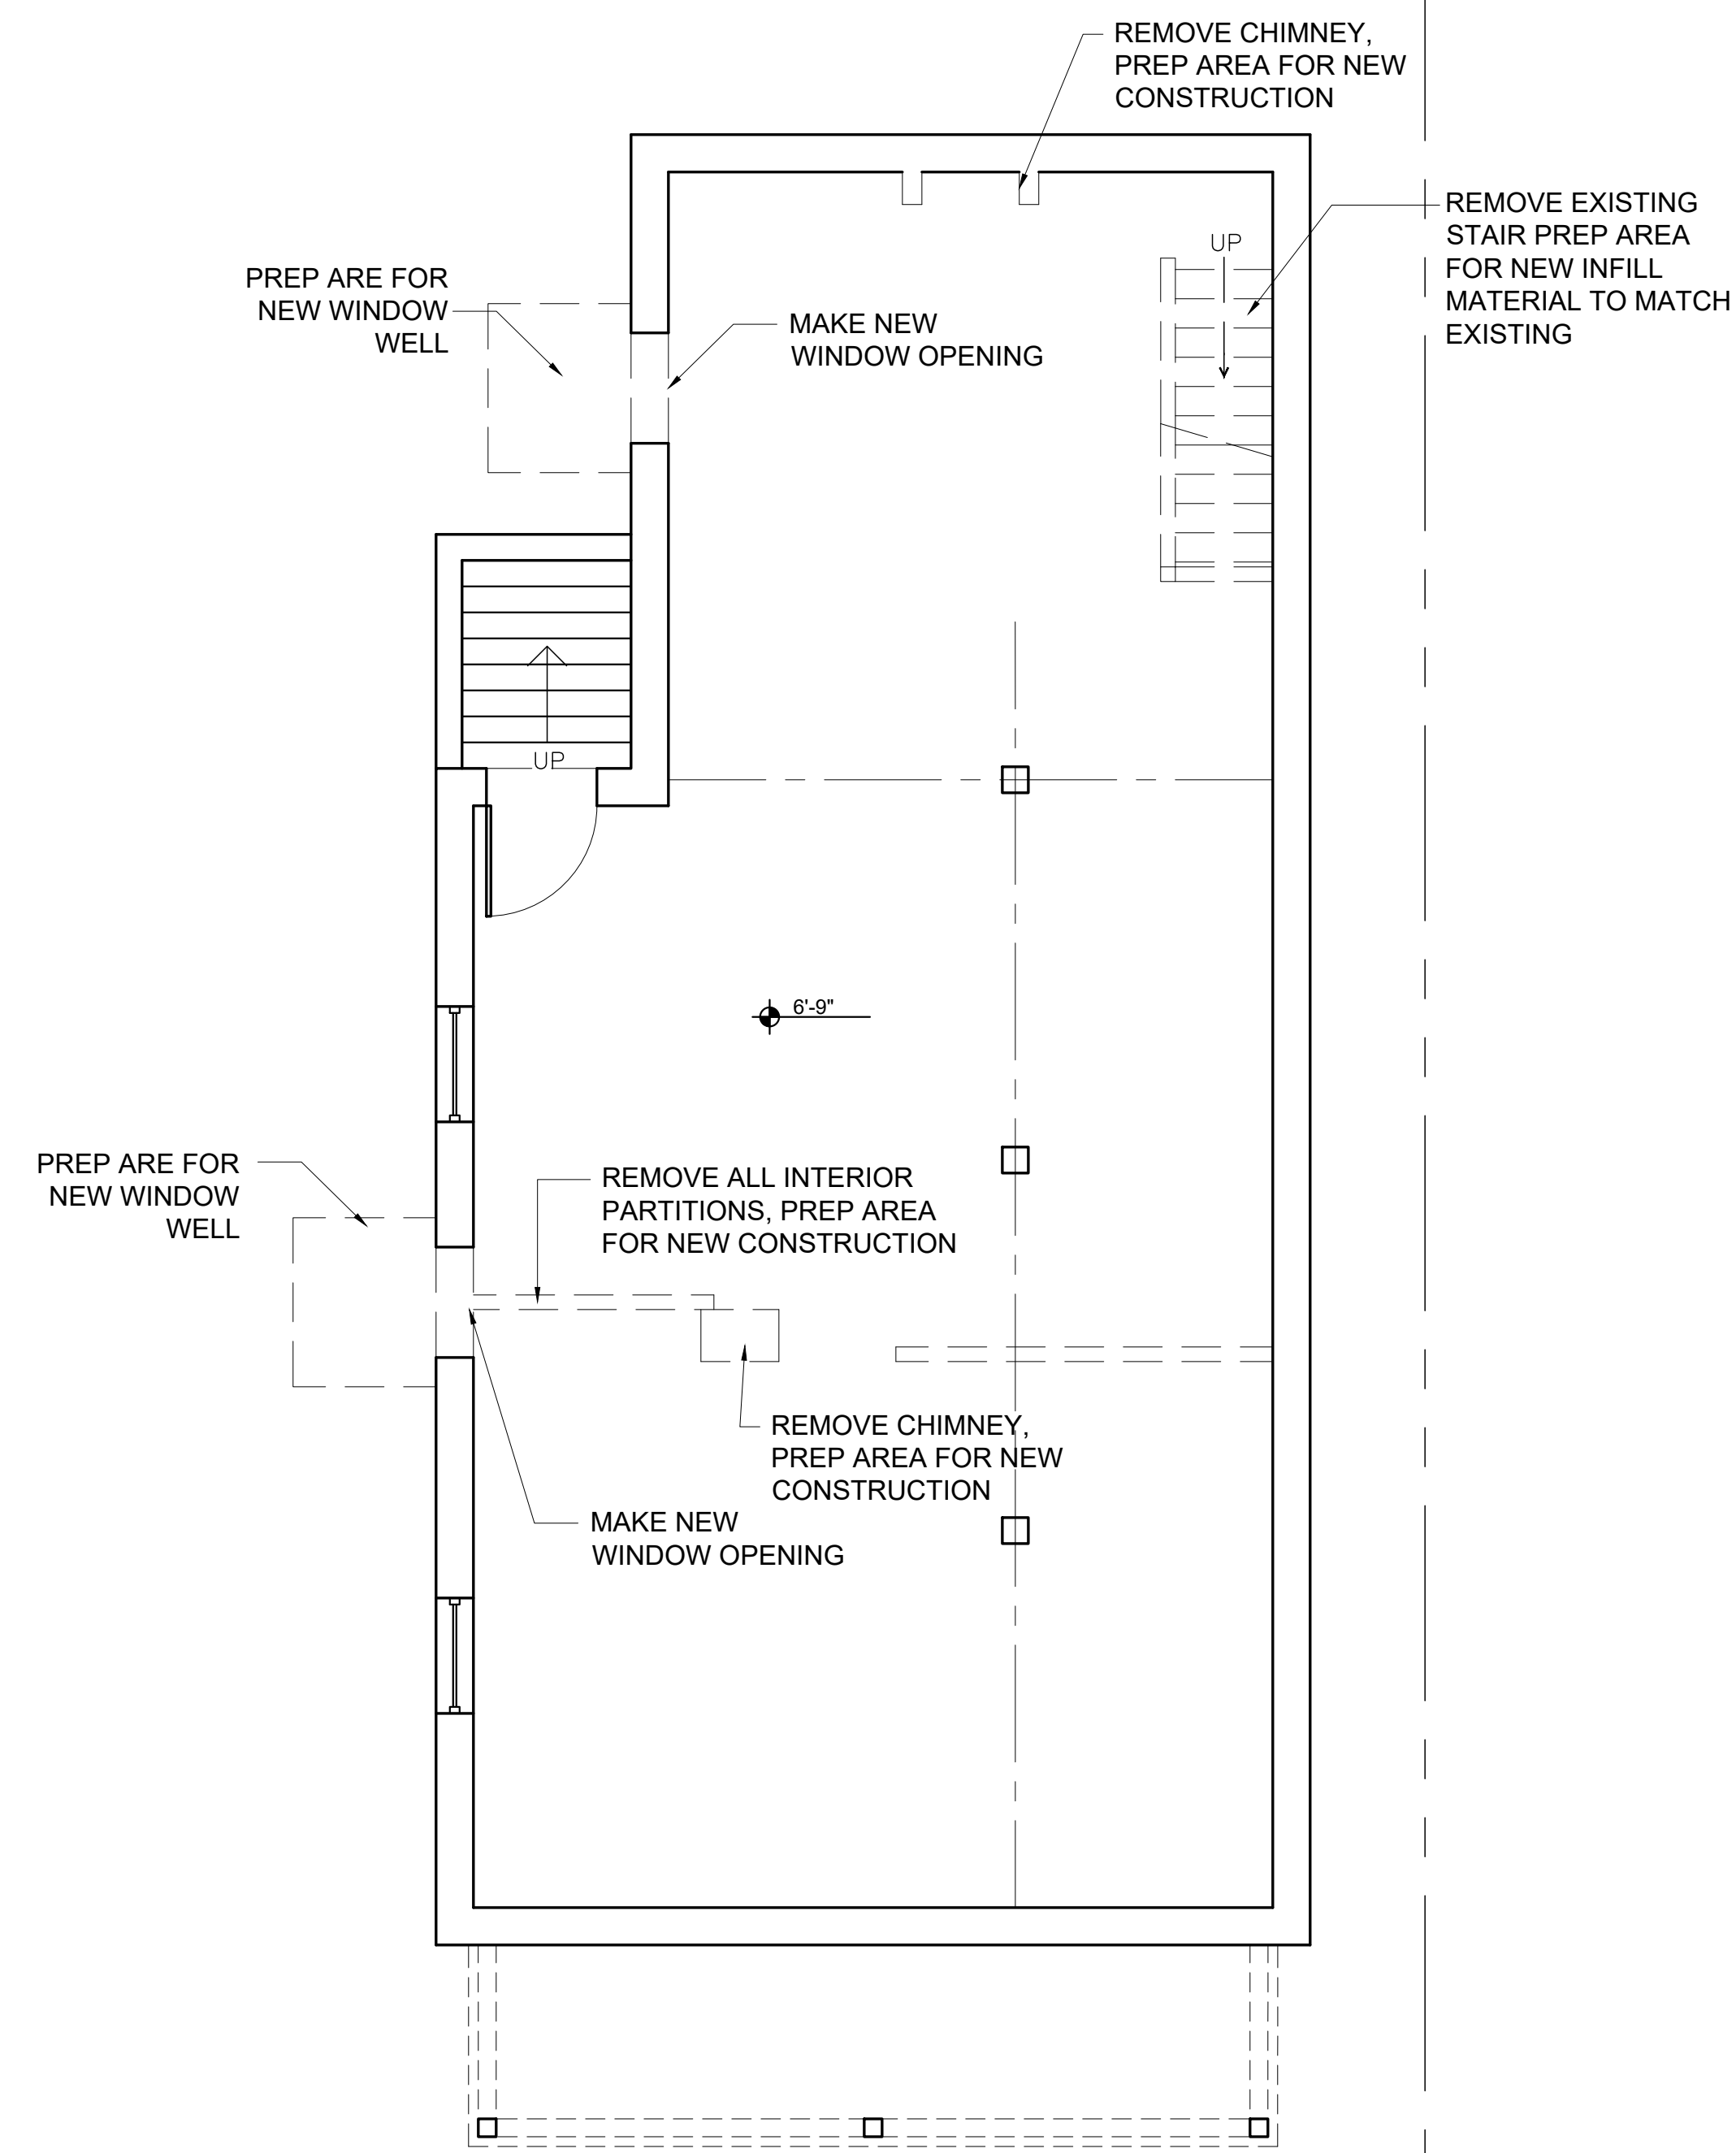 REMOVE CHIMNEY,
PREP AREA FOR NEW
CONSTRUCTION
REMOVE EXISTING
STAIR PREP AREA
FOR NEW INFILL
MATERIAL TO MATCH
EXISTING
UP
PREP ARE FOR
NEW WINDOW
WELL
MAKE NEW
WINDOW OPENING
UP
6'-9"
PREP ARE FOR
NEW WINDOW
WELL
REMOVE ALL INTERIOR
PARTITIONS, PREP AREA
FOR NEW CONSTRUCTION
REMOVE CHIMNEY,
PREP AREA FOR NEW
CONSTRUCTION
MAKE NEW
WINDOW OPENING